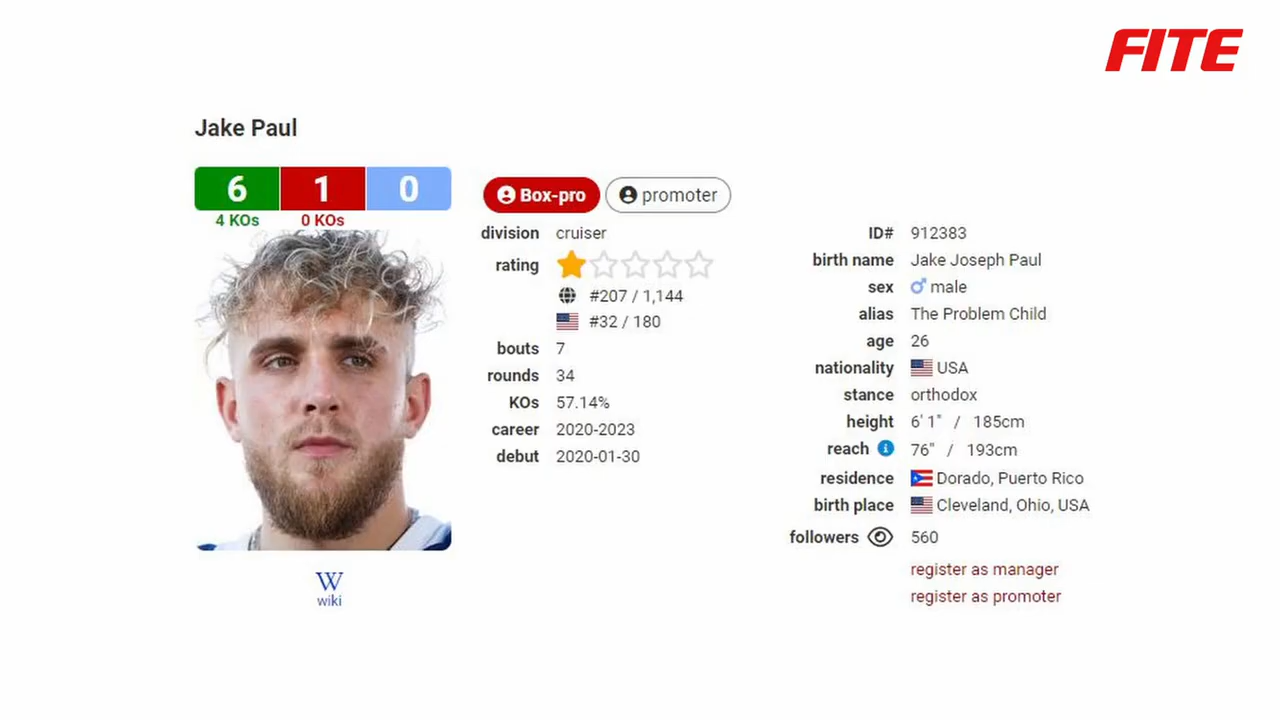 FITE
Jake Paul
6 1 0
4 KOs 0 KOs
Box-pro promoter
division cruiser
rating
#207 / 1,144
#32 / 180
bouts 7
rounds 34
KOs 57.14%
career 2020-2023
debut 2020-01-30
ID# 912383
birth name Jake Joseph Paul
sex male
alias The Problem Child
age 26
nationality USA
stance orthodox
height 6' 1" / 185cm
reach 76" / 193cm
residence Dorado, Puerto Rico
birth place Cleveland, Ohio, USA
followers 560
register as manager
register as promoter
W
wiki